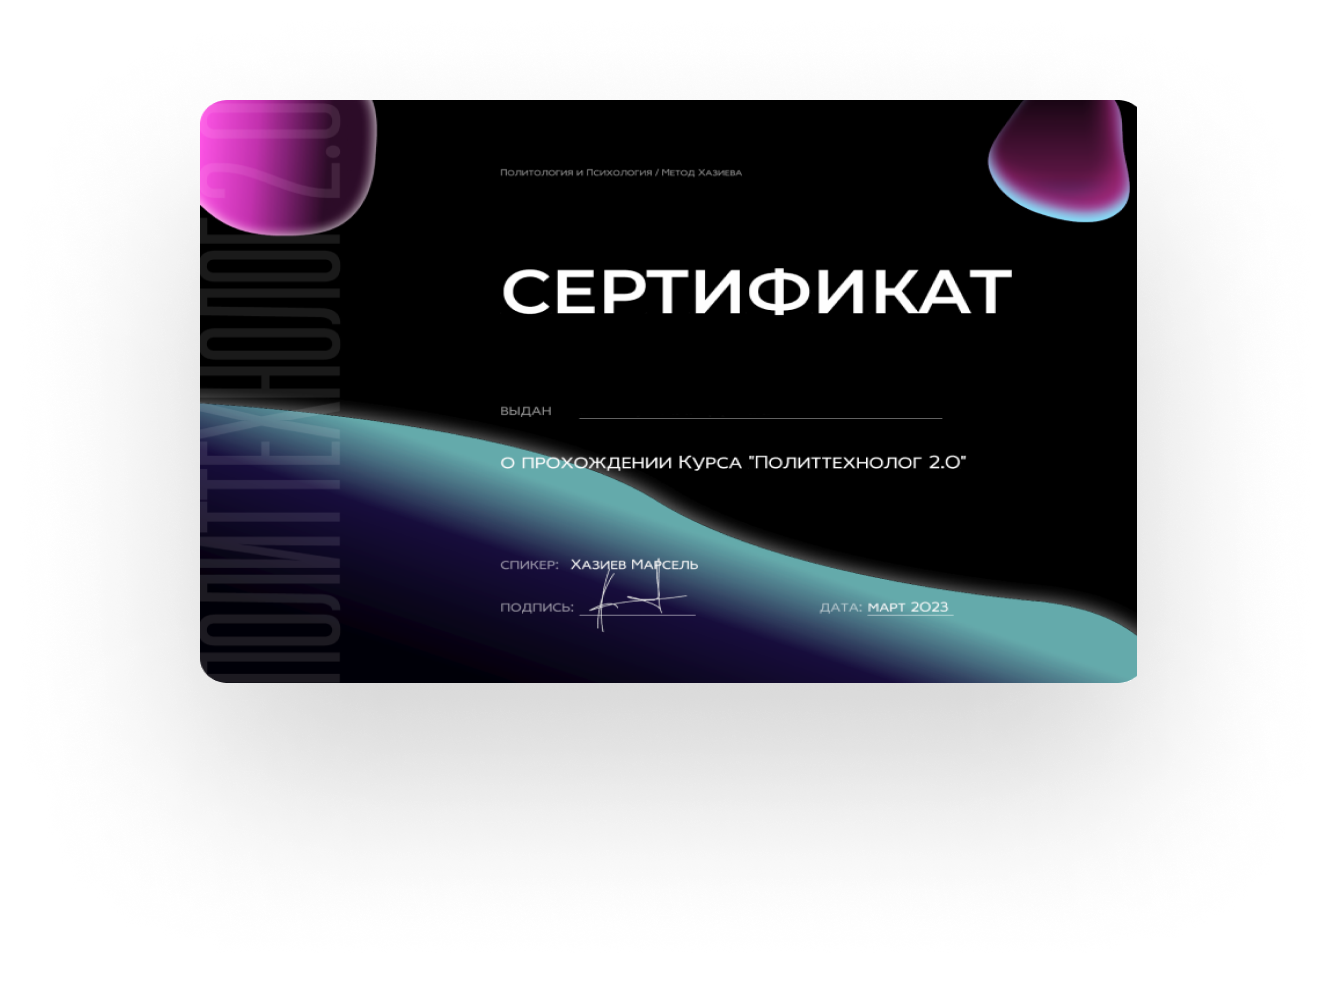 ПОЛИТТЕХНОЛОГ 2.0
Политология и Психология / Метод Хазиева
СЕРТИФИКАТ
ВЫДАН
О ПРОХОЖДЕНИИ КУРСА "ПОЛИТТЕХНОЛОГ 2.0"
СПИКЕР: ХАЗИЕВ МАРСЕЛЬ
ПОДПИСЬ:
ДАТА: МАРТ 2023